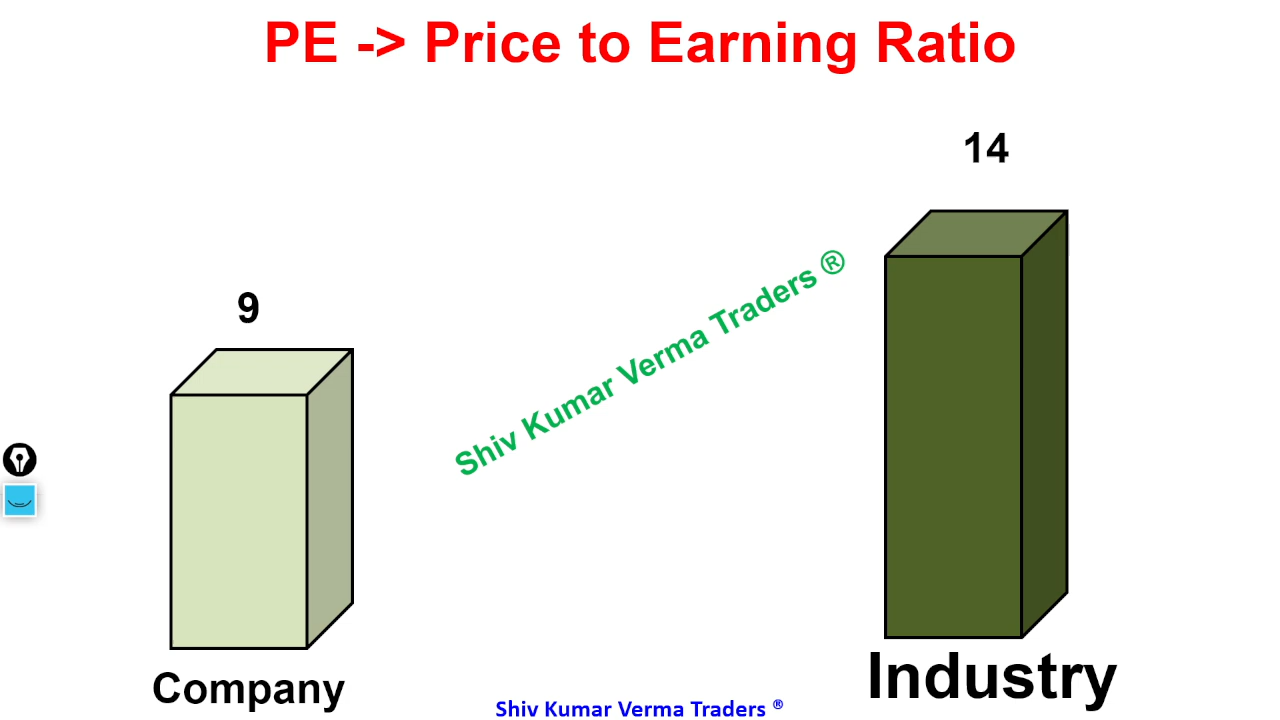 PE -> Price to Earning Ratio
14
9
Shiv Kumar Verma Traders ®
Company
Industry
Shiv Kumar Verma Traders ®